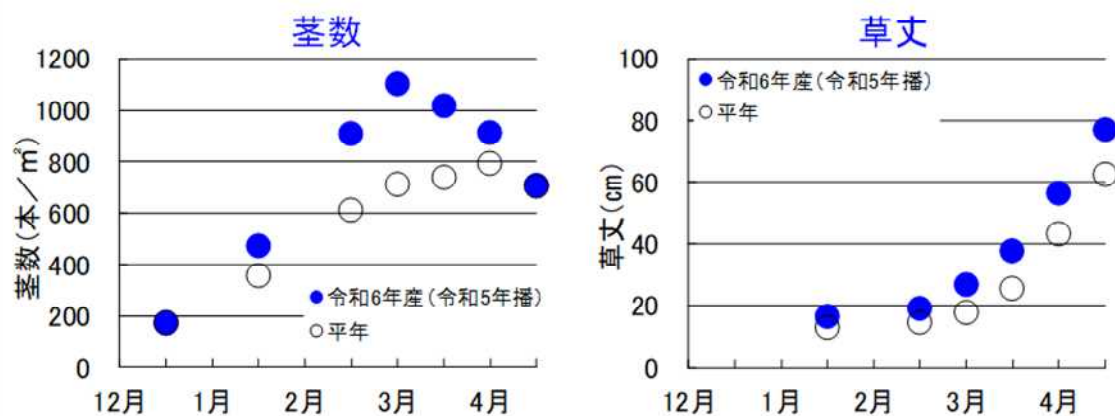 茎数
1200
1000
800
600
400
200
0
茎数(本/㎡)
令和6年産(令和5年播)
平年
12月 1月 2月 3月 4月
草丈
100
80
60
40
20
0
草丈(㎝)
令和6年産(令和5年播)
平年
12月 1月 2月 3月 4月